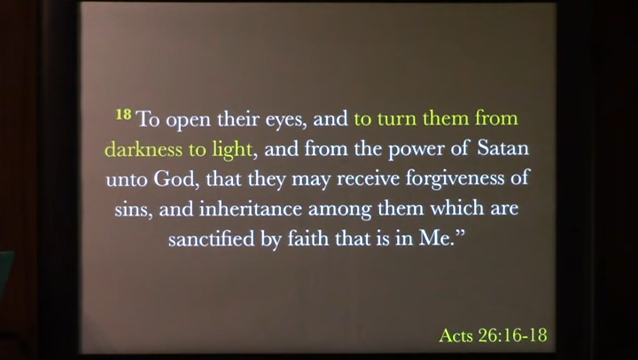 18 To open their eyes, and to turn them from
darkness to light, and from the power of Satan
unto God, that they may receive forgiveness of
sins, and inheritance among them which are
sanctified by faith that is in Me.”
Acts 26:16-18